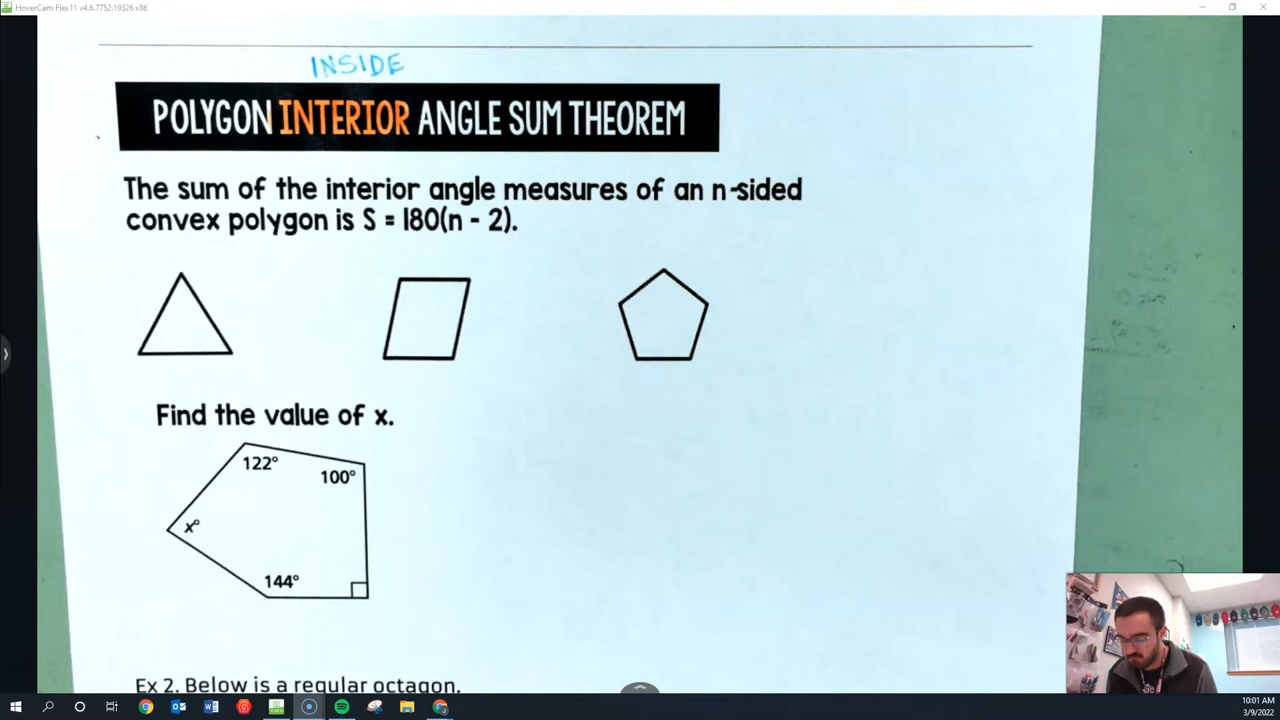 HoverCam Flex11 v4.6.7752.19326 x86
INSIDE
POLYGON INTERIOR ANGLE SUM THEOREM
The sum of the interior angle measures of an n-sided
convex polygon is S = 180(n - 2).
Find the value of x.
122°
100°
x°
144°
Ex 2. Below is a regular octagon.
10:01 AM
3/9/2022